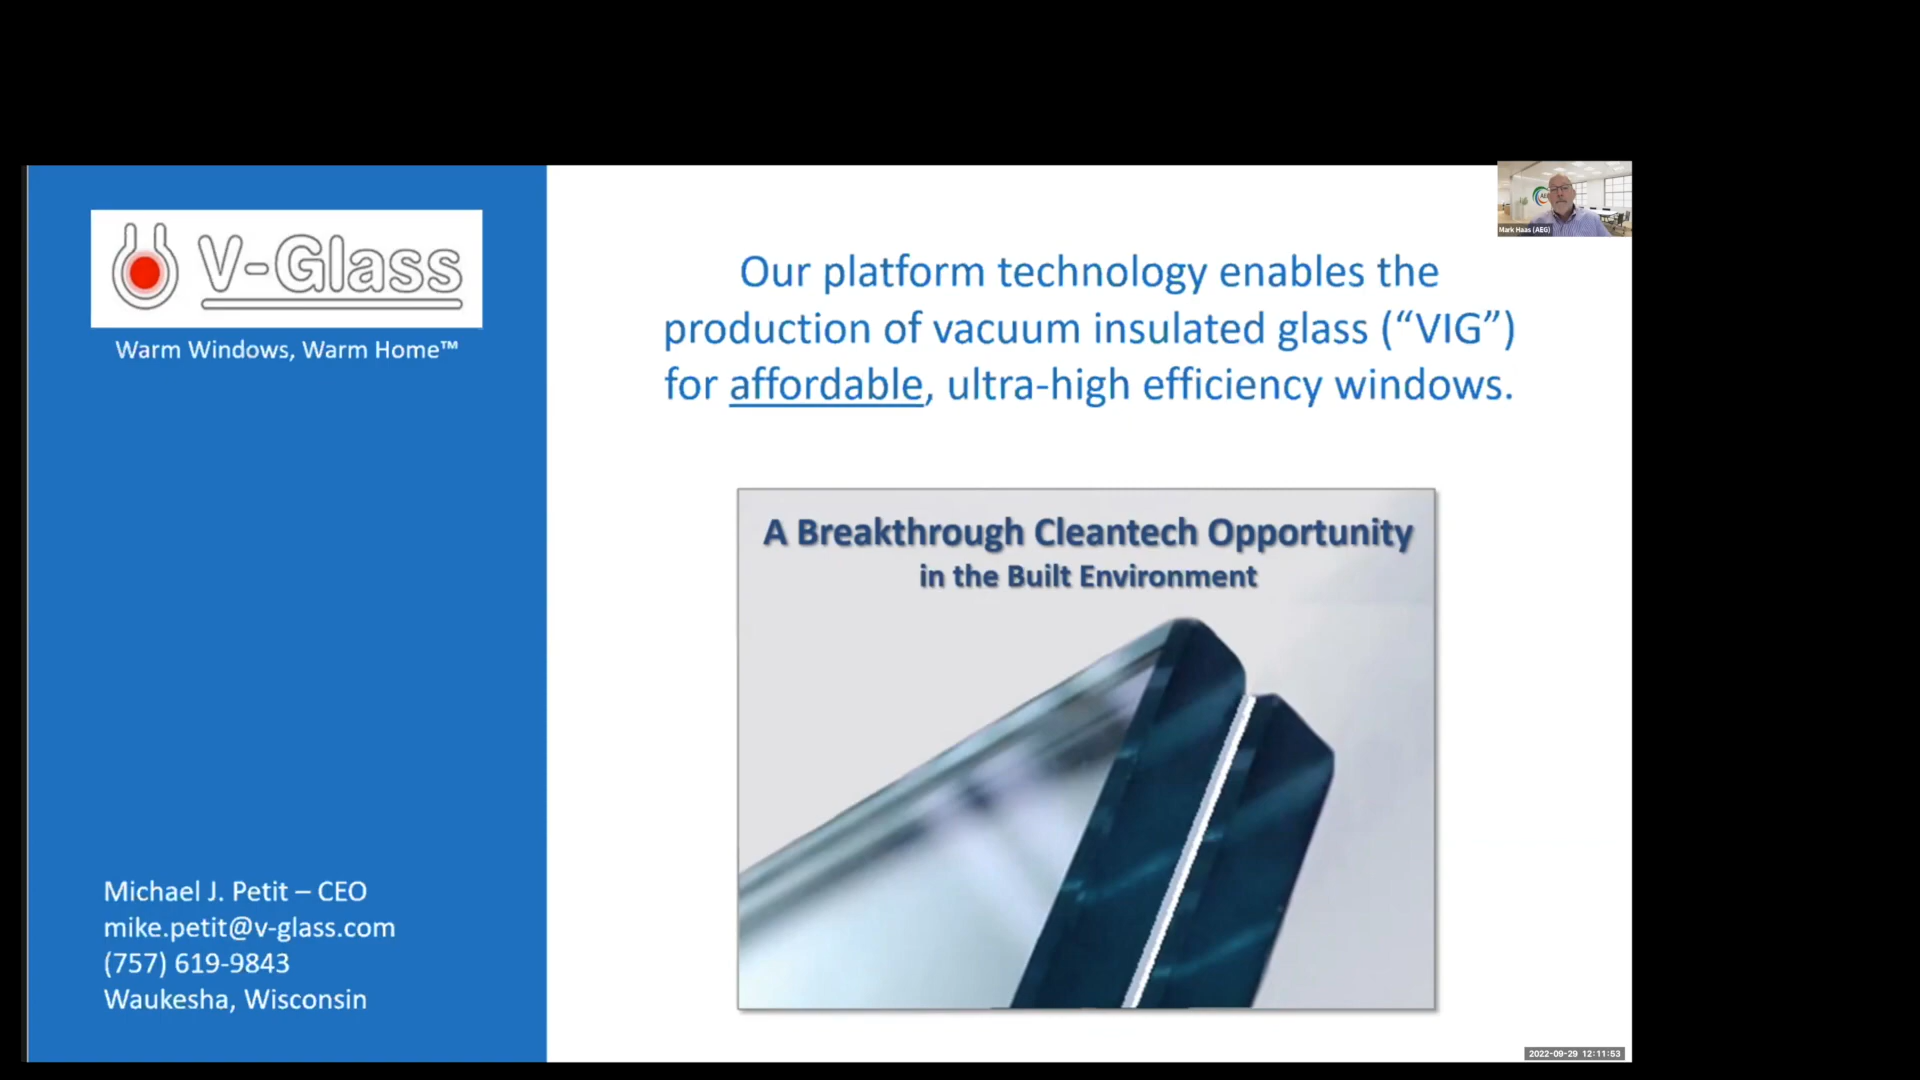 V-Glass
Warm Windows, Warm Home™
Michael J. Petit – CEO
mike.petit@v-glass.com
(757) 619-9843
Waukesha, Wisconsin
Our platform technology enables the
production of vacuum insulated glass (“VIG”)
for affordable, ultra-high efficiency windows.
A Breakthrough Cleantech Opportunity
in the Built Environment
Mark Haas (AEG)
2022-09-29 12:11:53